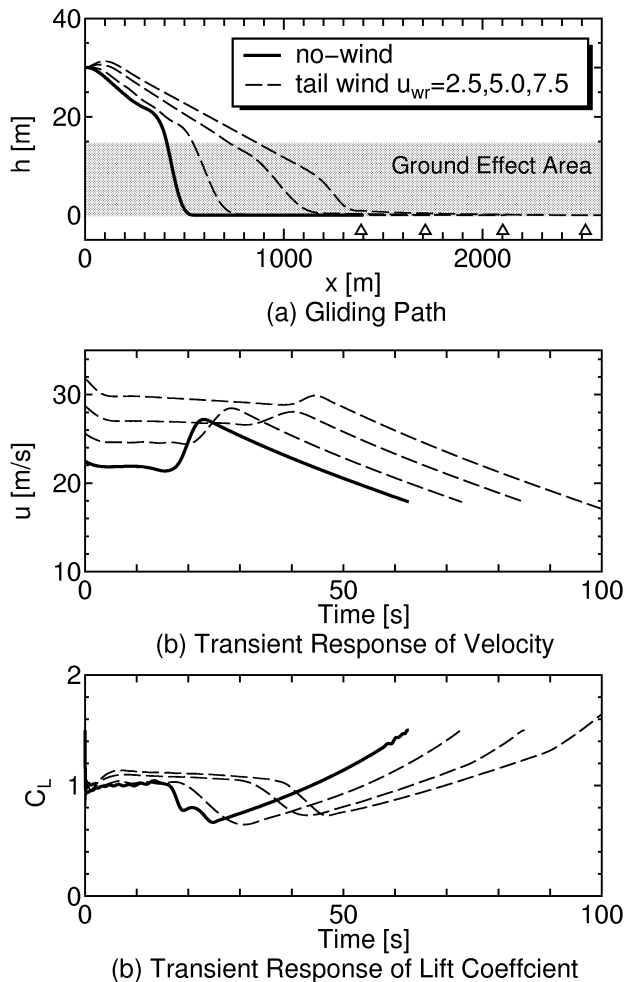 40
20
0
h [m]
no-wind
tail wind u_wr=2.5,5.0,7.5
Ground Effect Area
0 1000 2000
x [m]
(a) Gliding Path
30
20
10
u [m/s]
0 50 100
Time [s]
(b) Transient Response of Velocity
2
1
0
C_L
0 50 100
Time [s]
(b) Transient Response of Lift Coeffcient